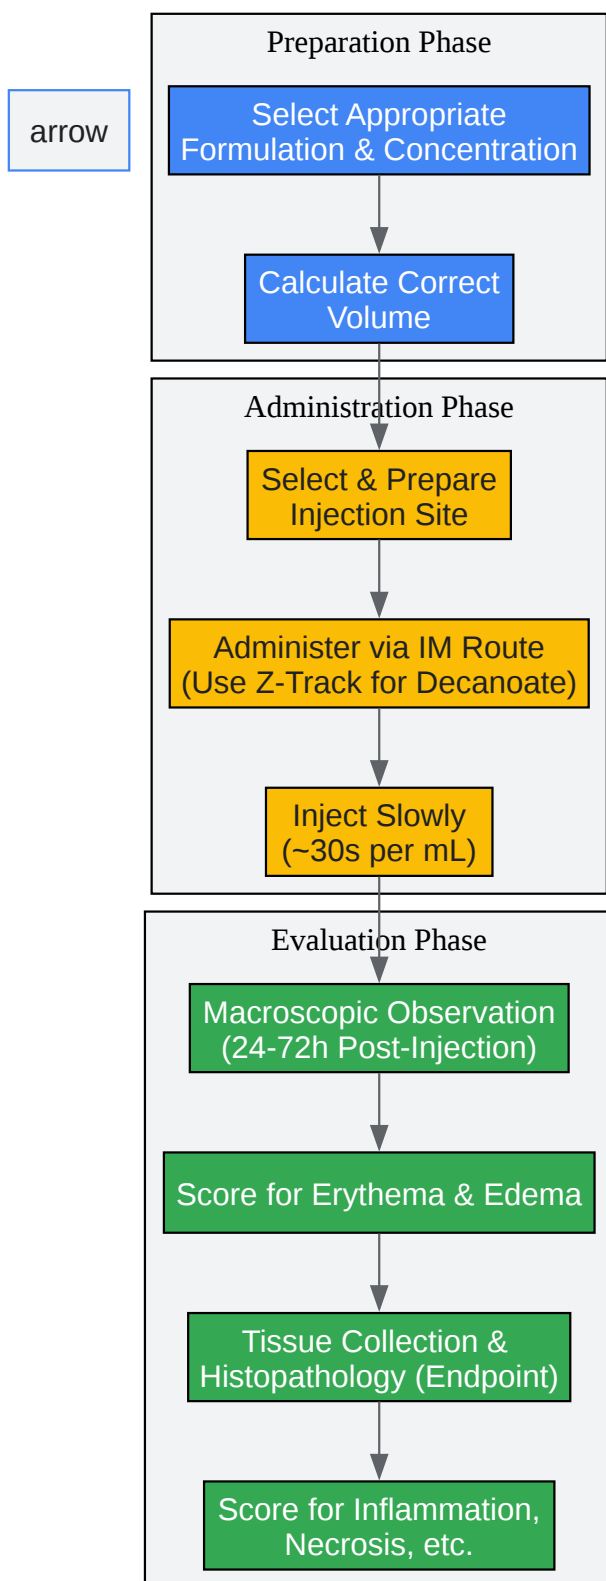 Preparation Phase
arrow
Select Appropriate
Formulation & Concentration
Calculate Correct
Volume
Administration Phase
Select & Prepare
Injection Site
Administer via IM Route
(Use Z-Track for Decanoate)
Inject Slowly
(~30s per mL)
Evaluation Phase
Macroscopic Observation
(24-72h Post-Injection)
Score for Erythema & Edema
Tissue Collection &
Histopathology (Endpoint)
Score for Inflammation,
Necrosis, etc.